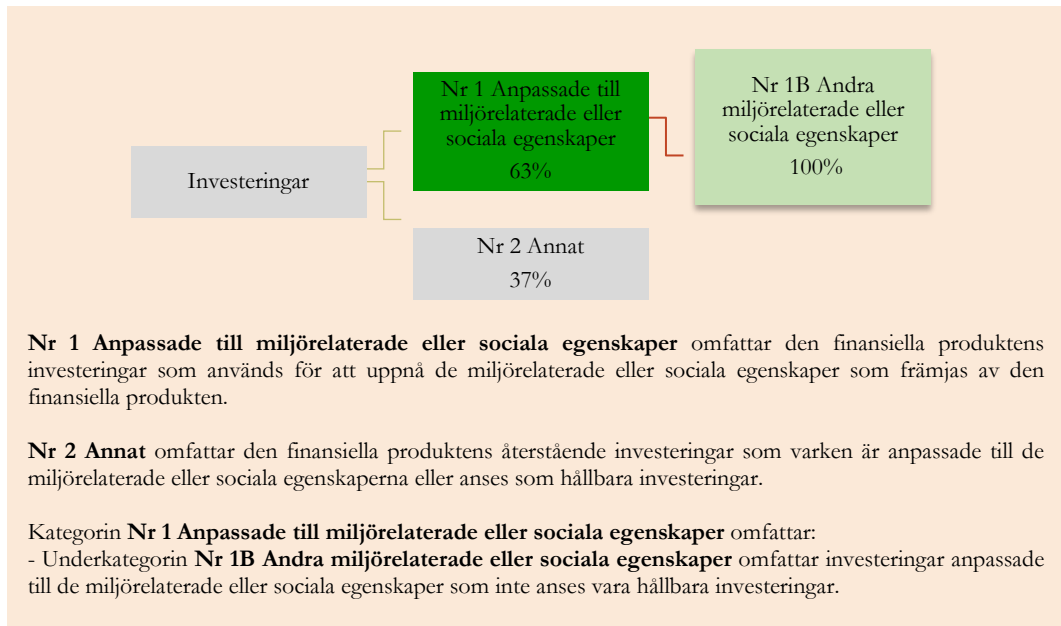 Investeringar
Nr 1 Anpassade till
miljörelaterade eller
sociala egenskaper
63%
Nr 1B Andra
miljörelaterade eller
sociala egenskaper
100%
Nr 2 Annat
37%
Nr 1 Anpassade till miljörelaterade eller sociala egenskaper omfattar den finansiella produktens
investeringar som används för att uppnå de miljörelaterade eller sociala egenskaper som främjas av den
finansiella produkten.
Nr 2 Annat omfattar den finansiella produktens återstående investeringar som varken är anpassade till de
miljörelaterade eller sociala egenskaperna eller anses som hållbara investeringar.
Kategorin Nr 1 Anpassade till miljörelaterade eller sociala egenskaper omfattar:
- Underkategorin Nr 1B Andra miljörelaterade eller sociala egenskaper omfattar investeringar anpassade
till de miljörelaterade eller sociala egenskaper som inte anses vara hållbara investeringar.